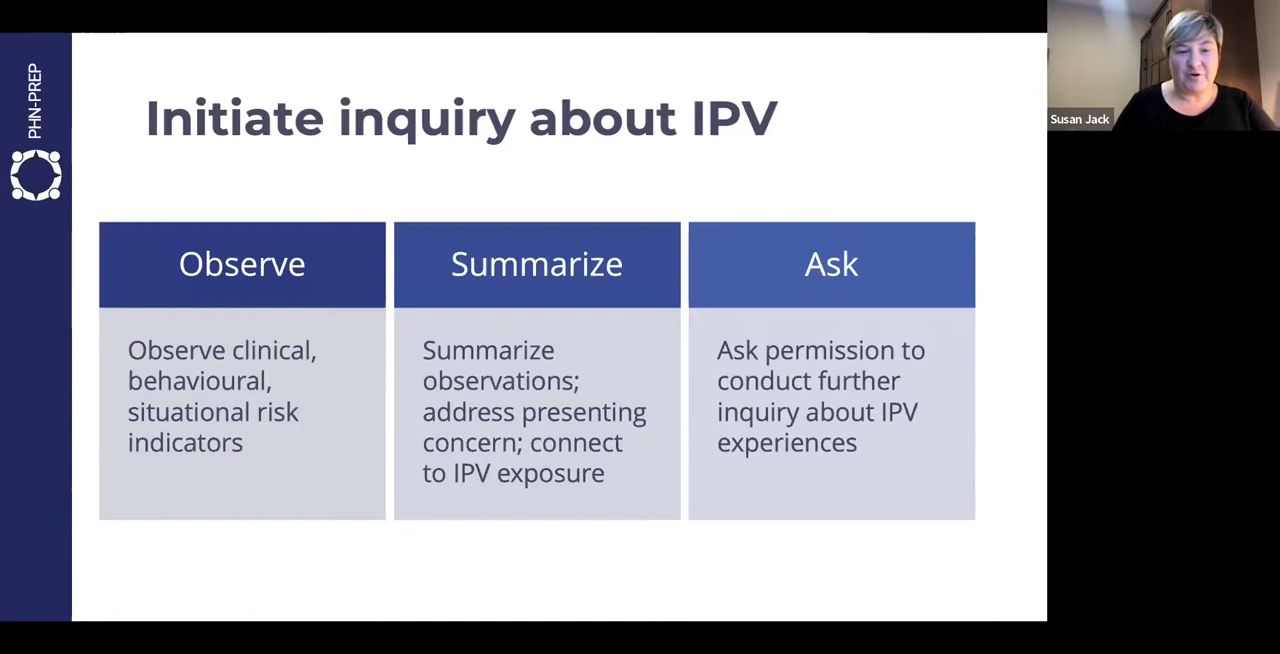 PHN-PREP
Initiate inquiry about IPV
Observe
Observe clinical,
behavioural,
situational risk
indicators
Summarize
Summarize
observations;
address presenting
concern; connect
to IPV exposure
Ask
Ask permission to
conduct further
inquiry about IPV
experiences
Susan Jack